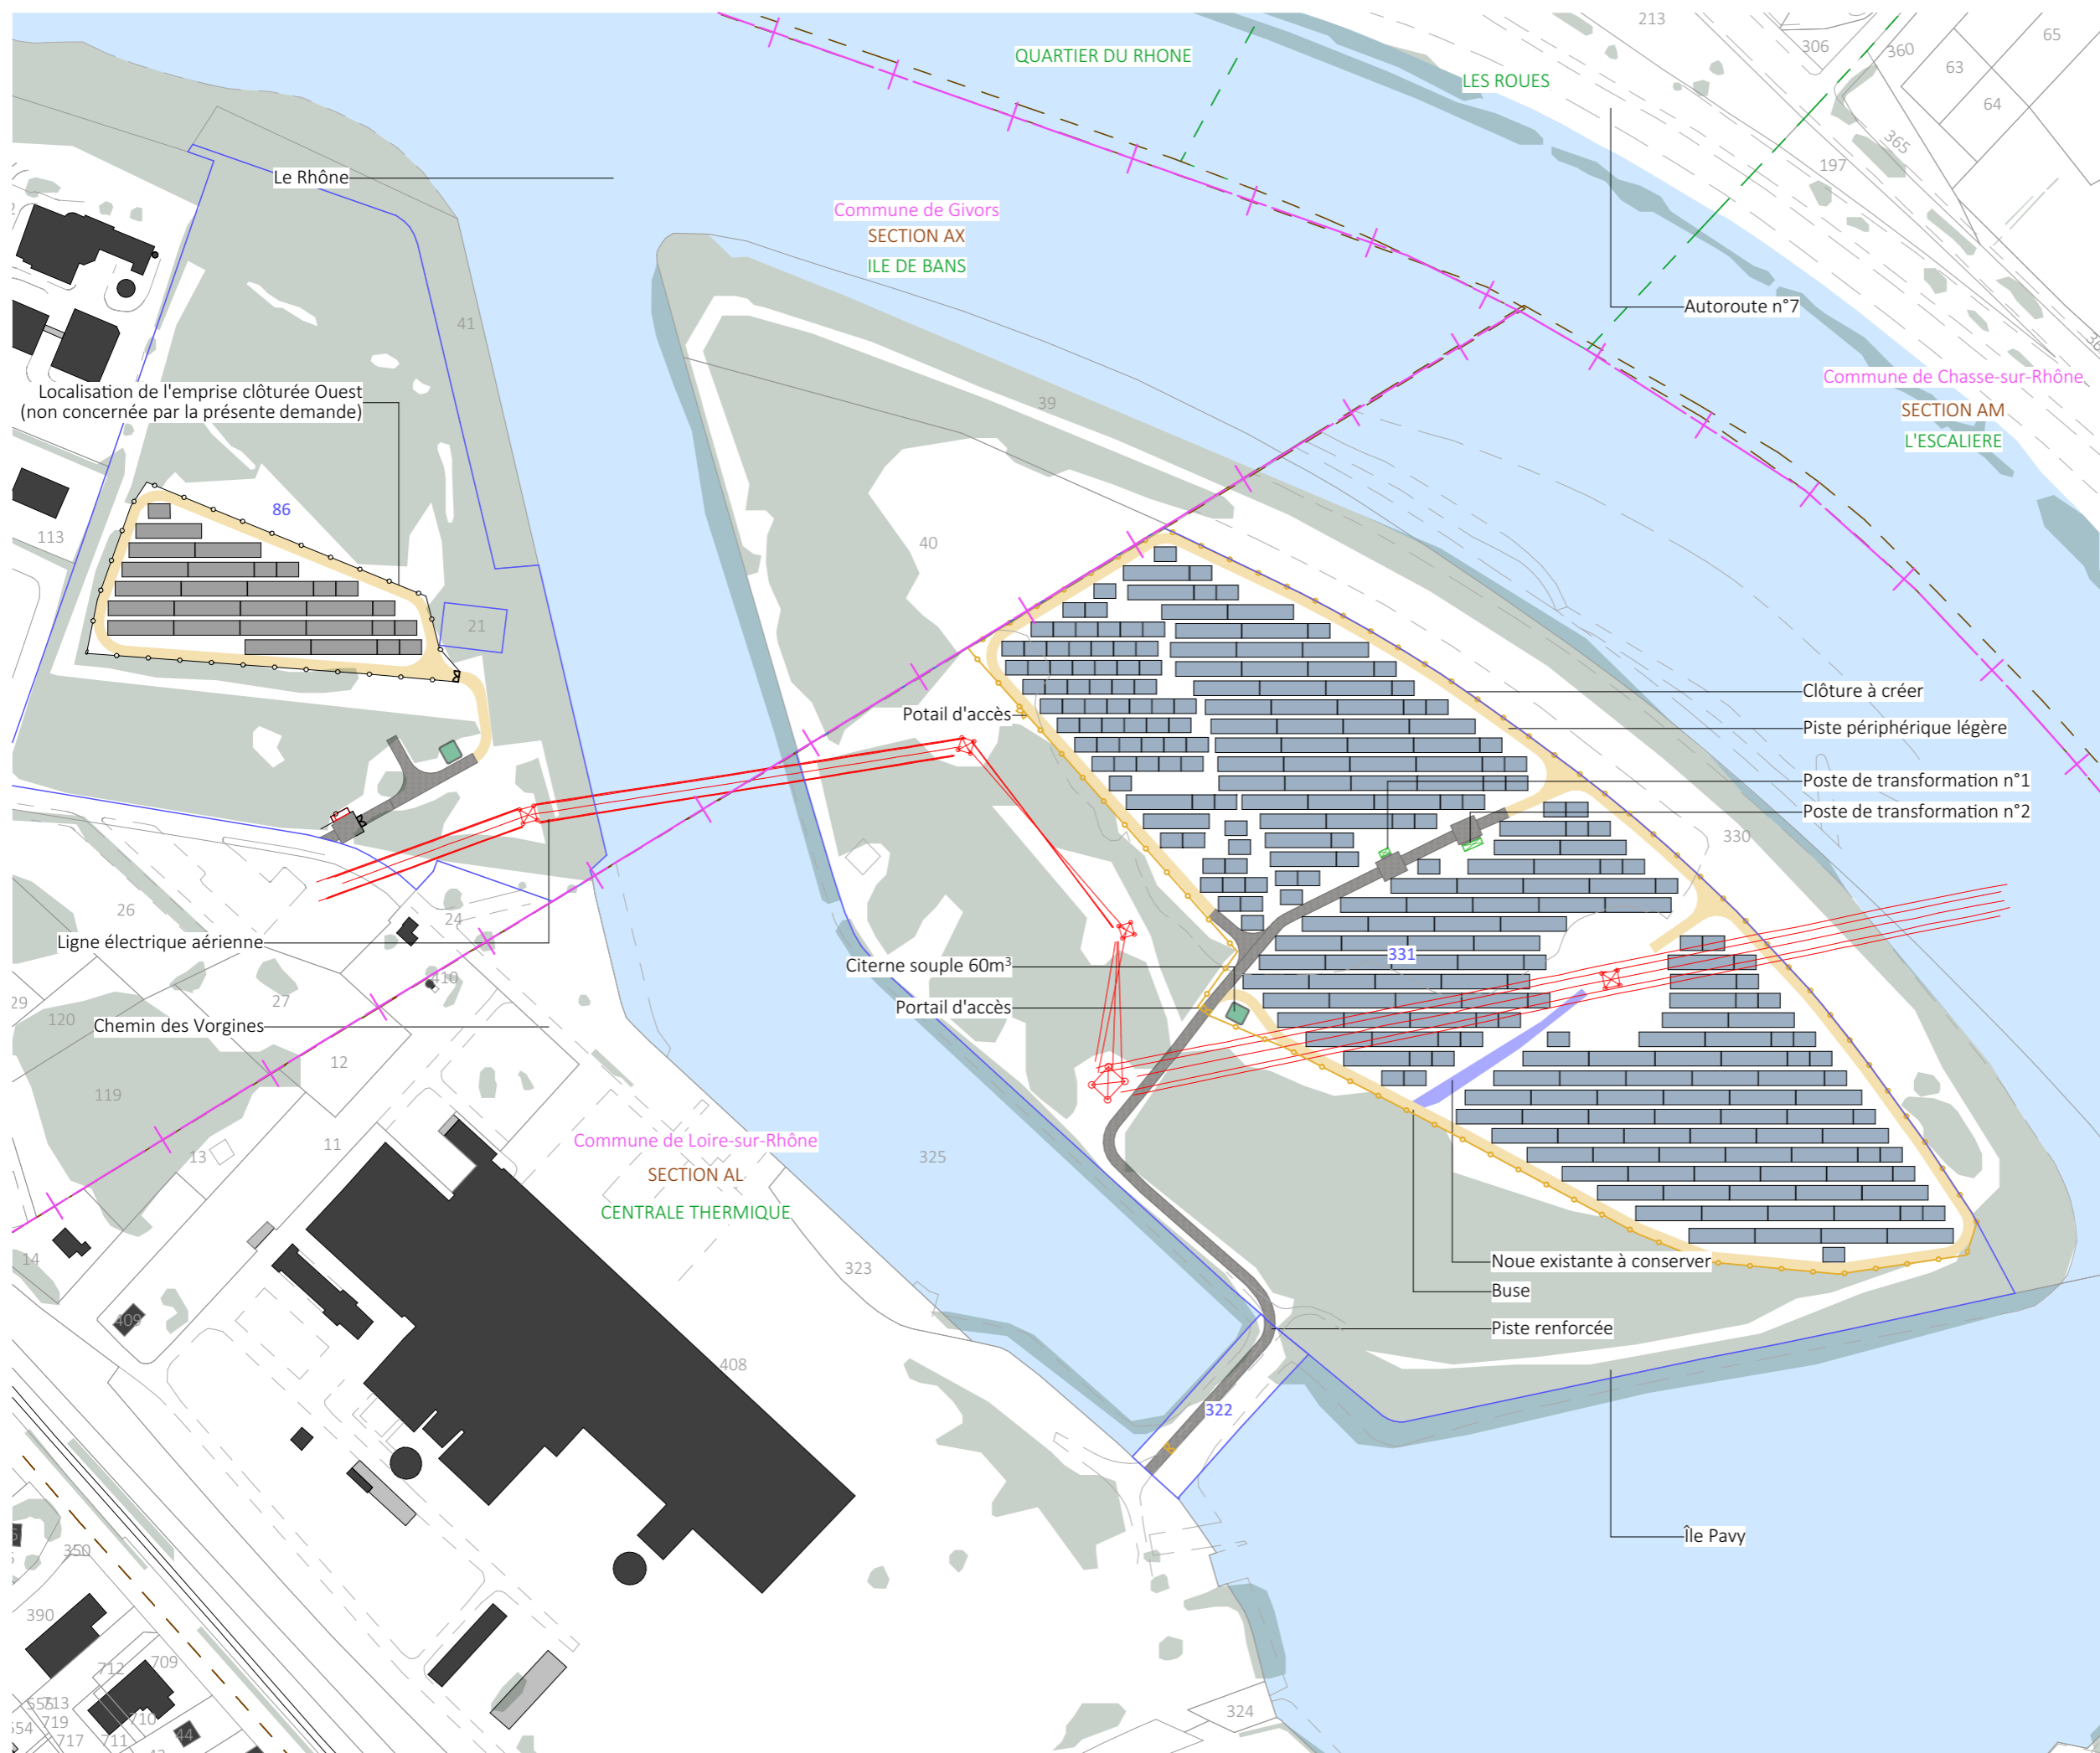 213
306
360
65
63
64
365
197
QUARTIER DU RHONE
LES ROUES
Le Rhône
Commune de Givors
SECTION AX
ILE DE BANS
Autoroute n°7
41
Commune de Chasse-sur-Rhône
SECTION AM
L'ESCALIERE
Localisation de l'emprise clôturée Ouest
(non concernée par la présente demande)
39
86
113
40
21
Clôture à créer
Potail d'accès
Piste périphérique légère
Poste de transformation n°1
Poste de transformation n°2
330
26
24
Ligne électrique aérienne
331
Citerne souple 60m³
410
29
27
120
Portail d'accès
Chemin des Vorgines
12
119
11
13
Commune de Loire-sur-Rhône
SECTION AL
CENTRALE THERMIQUE
325
14
323
Noue existante à conserver
Buse
409
Piste renforcée
408
322
Île Pavy
350
390
712
709
555
713
719
710
554
717
711
44
324